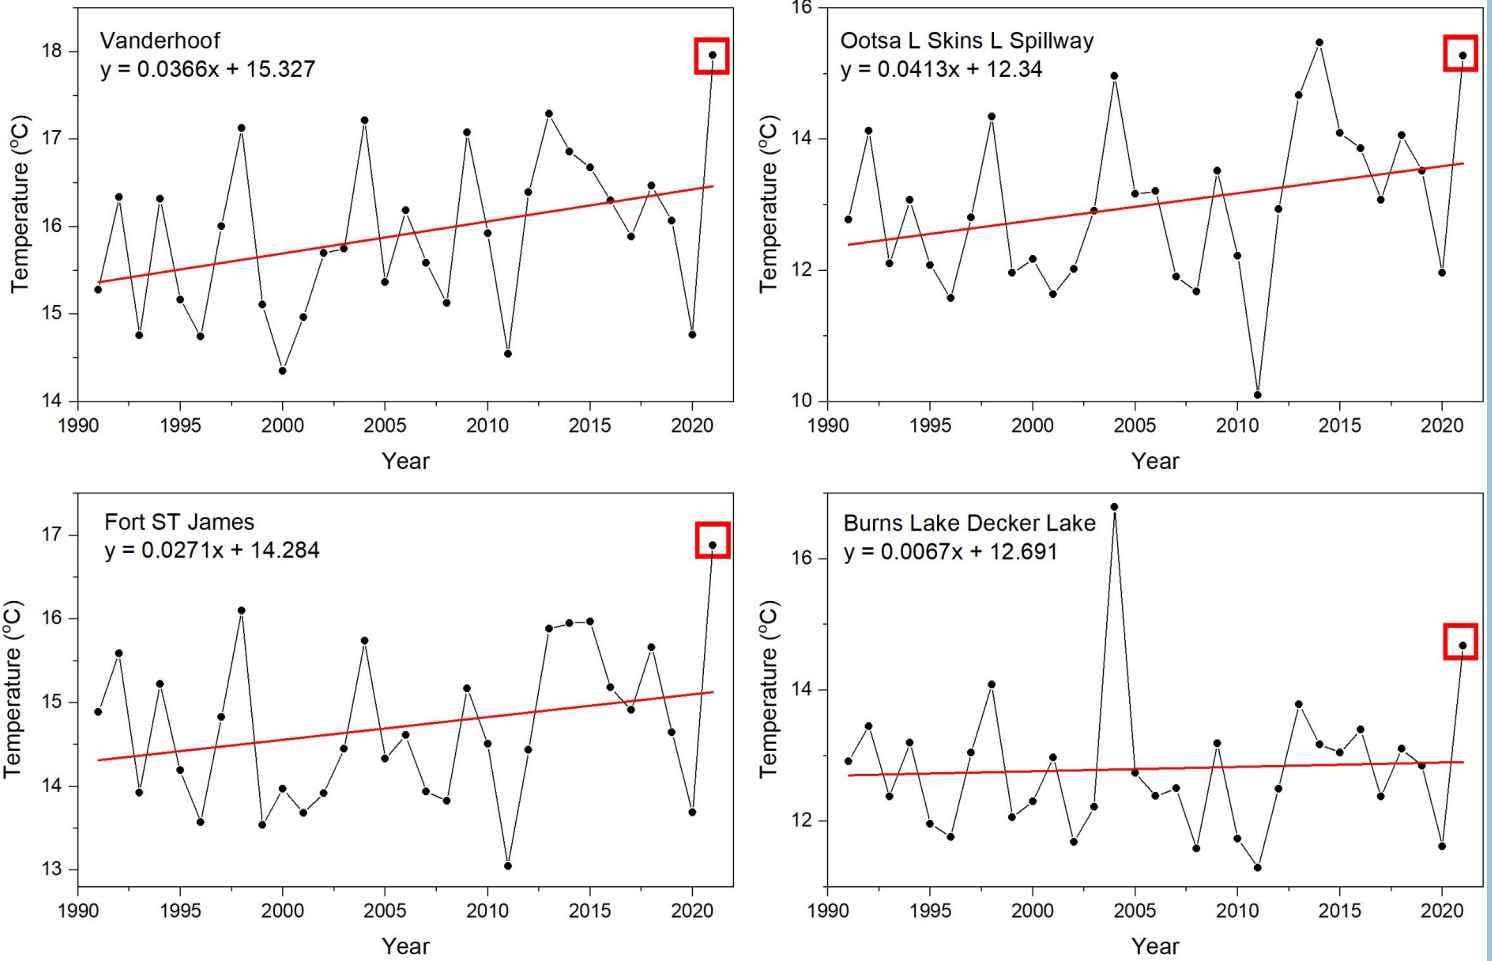 Vanderhoof
y = 0.0366x + 15.327
Temperature (°C)
18
17
16
15
14
1990 1995 2000 2005 2010 2015 2020
Year
Ootsa L Skins L Spillway
y = 0.0413x + 12.34
Temperature (°C)
16
14
12
10
1990 1995 2000 2005 2010 2015 2020
Year
Fort ST James
y = 0.0271x + 14.284
Temperature (°C)
17
16
15
14
13
1990 1995 2000 2005 2010 2015 2020
Year
Burns Lake Decker Lake
y = 0.0067x + 12.691
Temperature (°C)
16
14
12
1990 1995 2000 2005 2010 2015 2020
Year